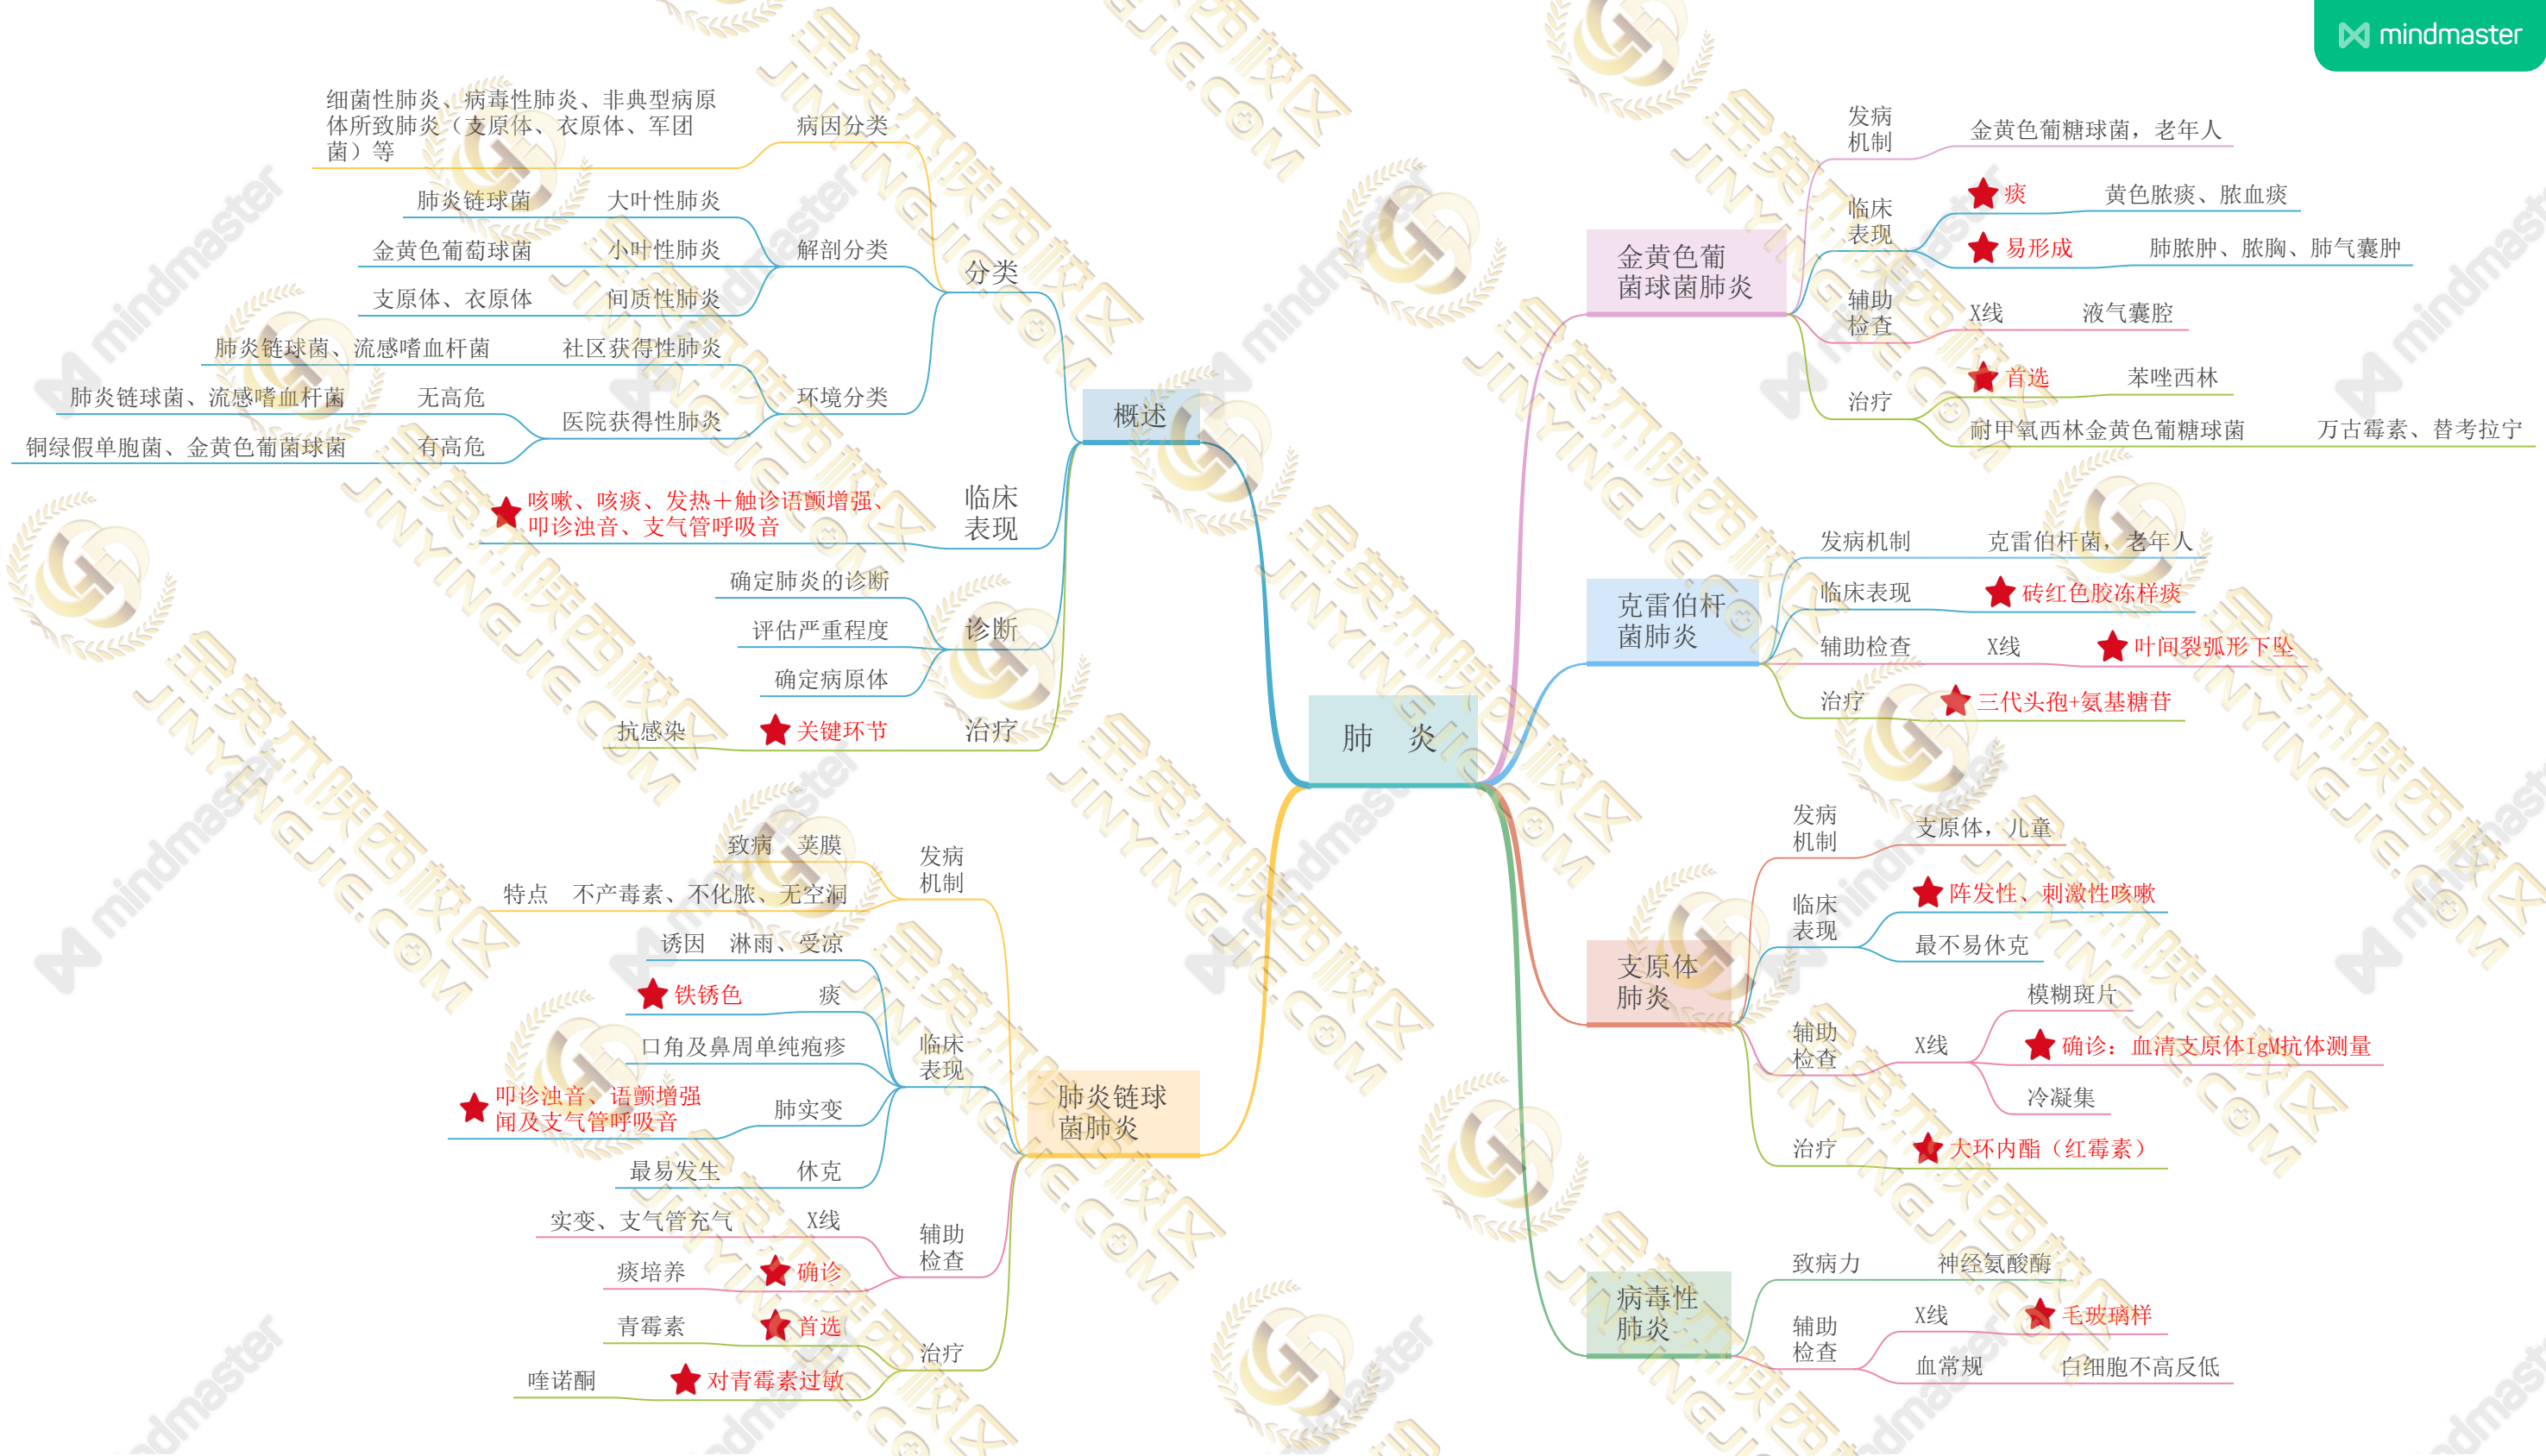 mindmaster
肺 炎
概述
分类
病因分类
细菌性肺炎、病毒性肺炎、非典型病原
体所致肺炎（支原体、衣原体、军团
菌）等
解剖分类
大叶性肺炎
肺炎链球菌
小叶性肺炎
金黄色葡萄球菌
间质性肺炎
支原体、衣原体
环境分类
社区获得性肺炎
肺炎链球菌、流感嗜血杆菌
医院获得性肺炎
无高危
肺炎链球菌、流感嗜血杆菌
有高危
铜绿假单胞菌、金黄色葡菌球菌
临床
表现
咳嗽、咳痰、发热＋触诊语颤增强、
叩诊浊音、支气管呼吸音
诊断
确定肺炎的诊断
评估严重程度
确定病原体
治疗
关键环节
抗感染
肺炎链球
菌肺炎
发病
机制
致病 荚膜
特点 不产毒素、不化脓、无空洞
临床
表现
诱因 淋雨、受凉
痰
铁锈色
口角及鼻周单纯疱疹
肺实变
叩诊浊音、语颤增强
闻及支气管呼吸音
休克
最易发生
辅助
检查
X线
实变、支气管充气
确诊
痰培养
治疗
首选
青霉素
对青霉素过敏
喹诺酮
金黄色葡
菌球菌肺炎
发病
机制
金黄色葡糖球菌，老年人
临床
表现
痰
黄色脓痰、脓血痰
易形成
肺脓肿、脓胸、肺气囊肿
辅助
检查
X线
液气囊腔
治疗
首选
苯唑西林
耐甲氧西林金黄色葡糖球菌
万古霉素、替考拉宁
克雷伯杆
菌肺炎
发病机制
克雷伯杆菌，老年人
临床表现
砖红色胶冻样痰
辅助检查
X线
叶间裂弧形下坠
治疗
三代头孢+氨基糖苷
支原体
肺炎
发病
机制
支原体，儿童
临床
表现
阵发性、刺激性咳嗽
最不易休克
辅助
检查
X线
模糊斑片
确诊：血清支原体IgM抗体测量
冷凝集
治疗
大环内酯（红霉素）
病毒性
肺炎
致病力
神经氨酸酶
辅助
检查
X线
毛玻璃样
血常规
白细胞不高反低
金英杰陕西校区
JINYINGJIE.COM